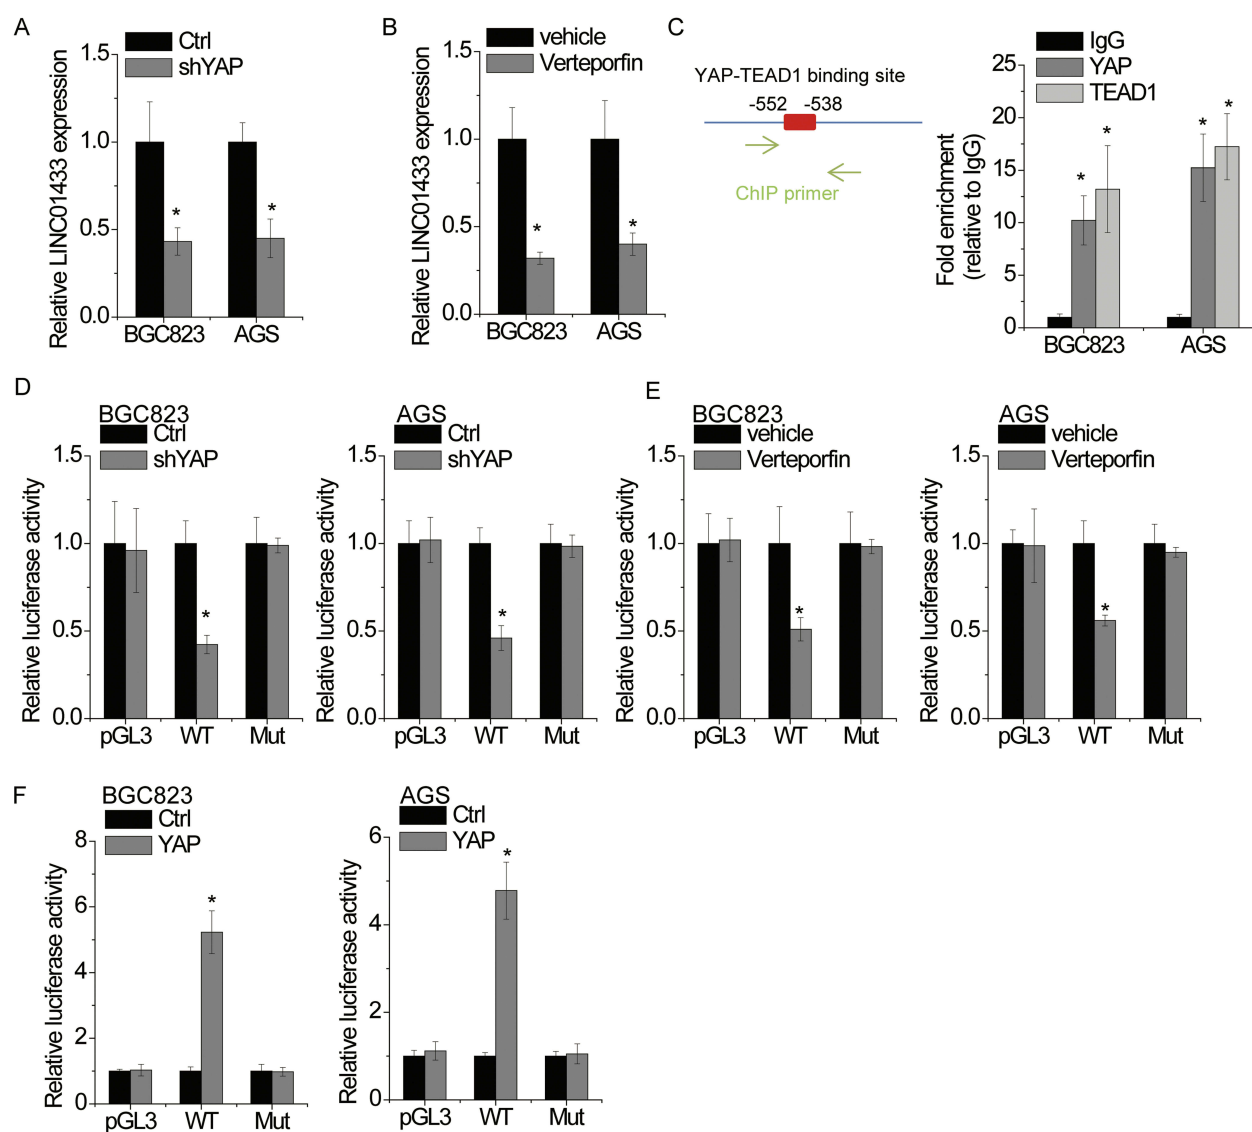 A
Ctrl
shYAP
Relative LINC01433 expression
1.5
1.0
0.5
0.0
BGC823 AGS
B
vehicle
Verteporfin
Relative LINC01433 expression
1.5
1.0
0.5
0.0
* *
* *
BGC823 AGS
C
YAP-TEAD1 binding site
-552 -538
ChIP primer
IgG
YAP
TEAD1
Fold enrichment
(relative to IgG)
25
20
15
10
5
0
* * * *
BGC823 AGS
D
BGC823
Ctrl
shYAP
Relative luciferase activity
1.5
1.0
0.5
0.0
*
pGL3 WT Mut
AGS
Ctrl
shYAP
Relative luciferase activity
1.5
1.0
0.5
0.0
*
pGL3 WT Mut
E
BGC823
vehicle
Verteporfin
Relative luciferase activity
1.5
1.0
0.5
0.0
*
pGL3 WT Mut
AGS
vehicle
Verteporfin
Relative luciferase activity
1.5
1.0
0.5
0.0
*
pGL3 WT Mut
F
BGC823
Ctrl
YAP
Relative luciferase activity
8
6
4
2
0
*
pGL3 WT Mut
AGS
Ctrl
YAP
Relative luciferase activity
6
4
2
0
*
pGL3 WT Mut